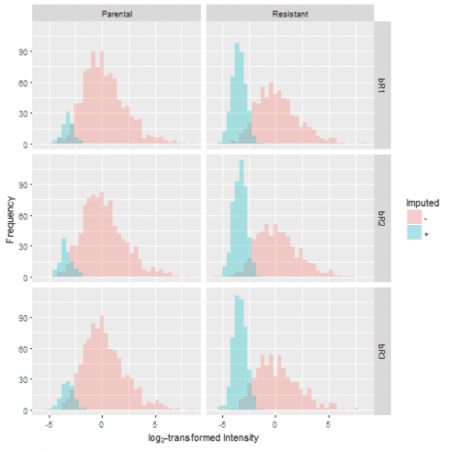 Parental Resistant
90
60
30
0
bR1
90
60
30
0
bR2
90
60
30
0
bR3
-5 0 5 -5 0 5
Frequency
log2-transformed Intensity
Imputed
-
+